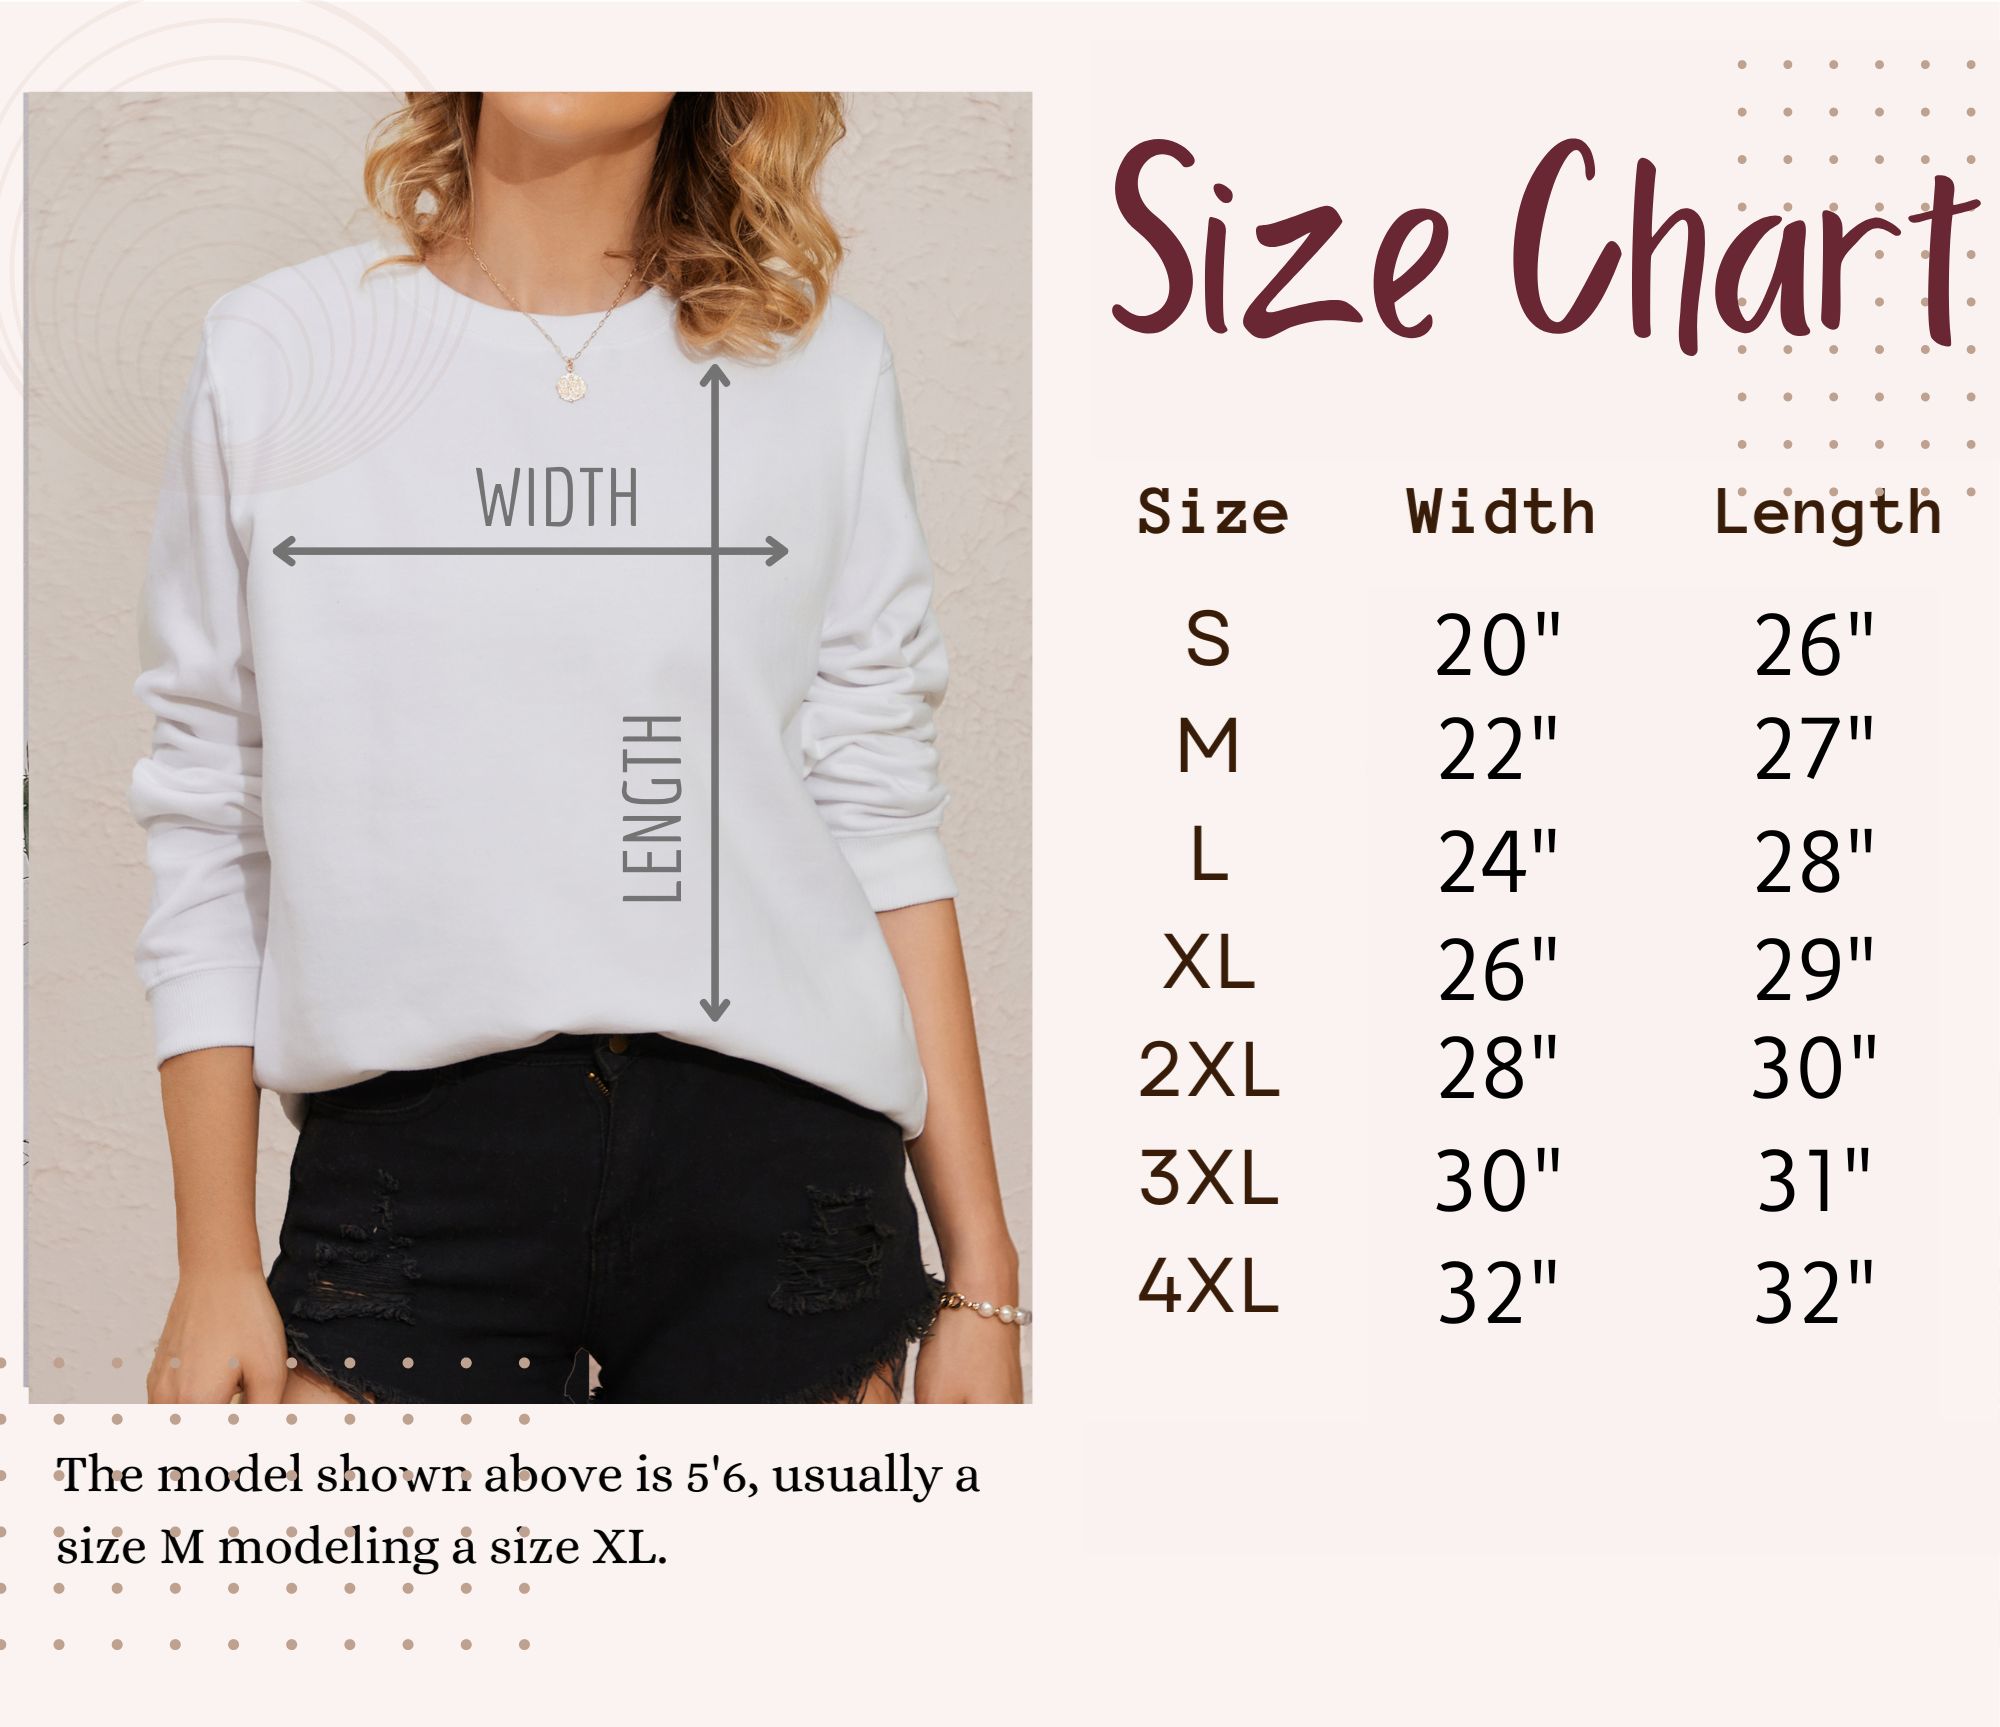 Size Chart
WIDTH
LENGTH
Size Width Length
S 20" 26"
M 22" 27"
L 24" 28"
XL 26" 29"
2XL 28" 30"
3XL 30" 31"
4XL 32" 32"
The model shown above is 5'6, usually a
size M modeling a size XL.